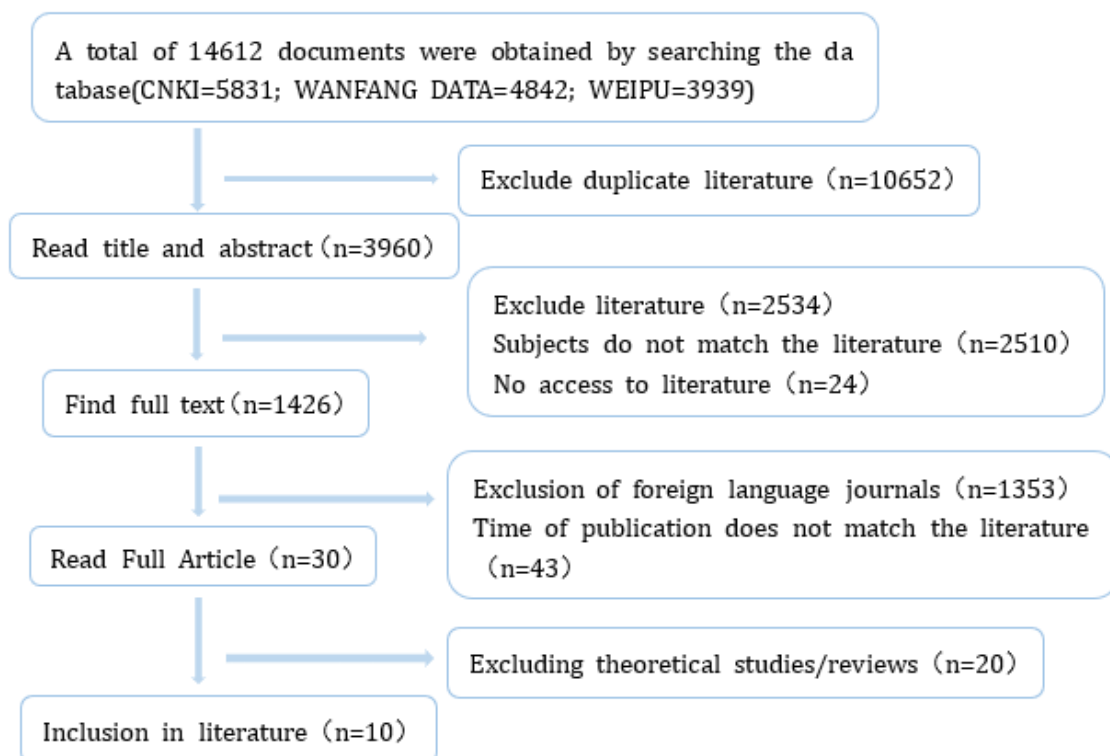 A total of 14612 documents were obtained by searching the da
tabase(CNKI=5831; WANFANG DATA=4842; WEIPU=3939)
Exclude duplicate literature（n=10652）
Read title and abstract（n=3960）
Exclude literature（n=2534）
Subjects do not match the literature（n=2510）
No access to literature（n=24）
Find full text（n=1426）
Exclusion of foreign language journals（n=1353）
Time of publication does not match the literature
（n=43）
Read Full Article（n=30）
Excluding theoretical studies/reviews（n=20）
Inclusion in literature（n=10）